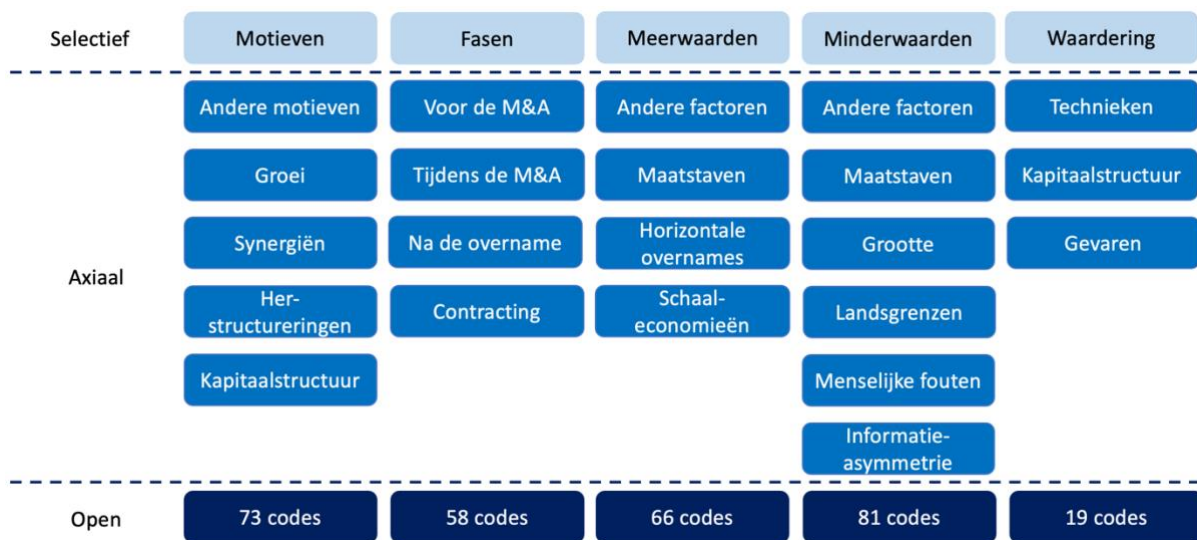 Selectief Motieven Fasen Meerwaarden Minderwaarden Waardering
Andere motieven Voor de M&A Andere factoren Andere factoren Technieken
Groei Tijdens de M&A Maatstaven Maatstaven Kapitaalstructuur
Synergiën Na de overname Horizontale overnames Grootte Gevaren
Axiaal
Her-
structureringen Contracting Schaal-
economieën Landsgrenzen
Kapitaalstructuur Menselijke fouten
Informatie-
asymmetrie
Open 73 codes 58 codes 66 codes 81 codes 19 codes